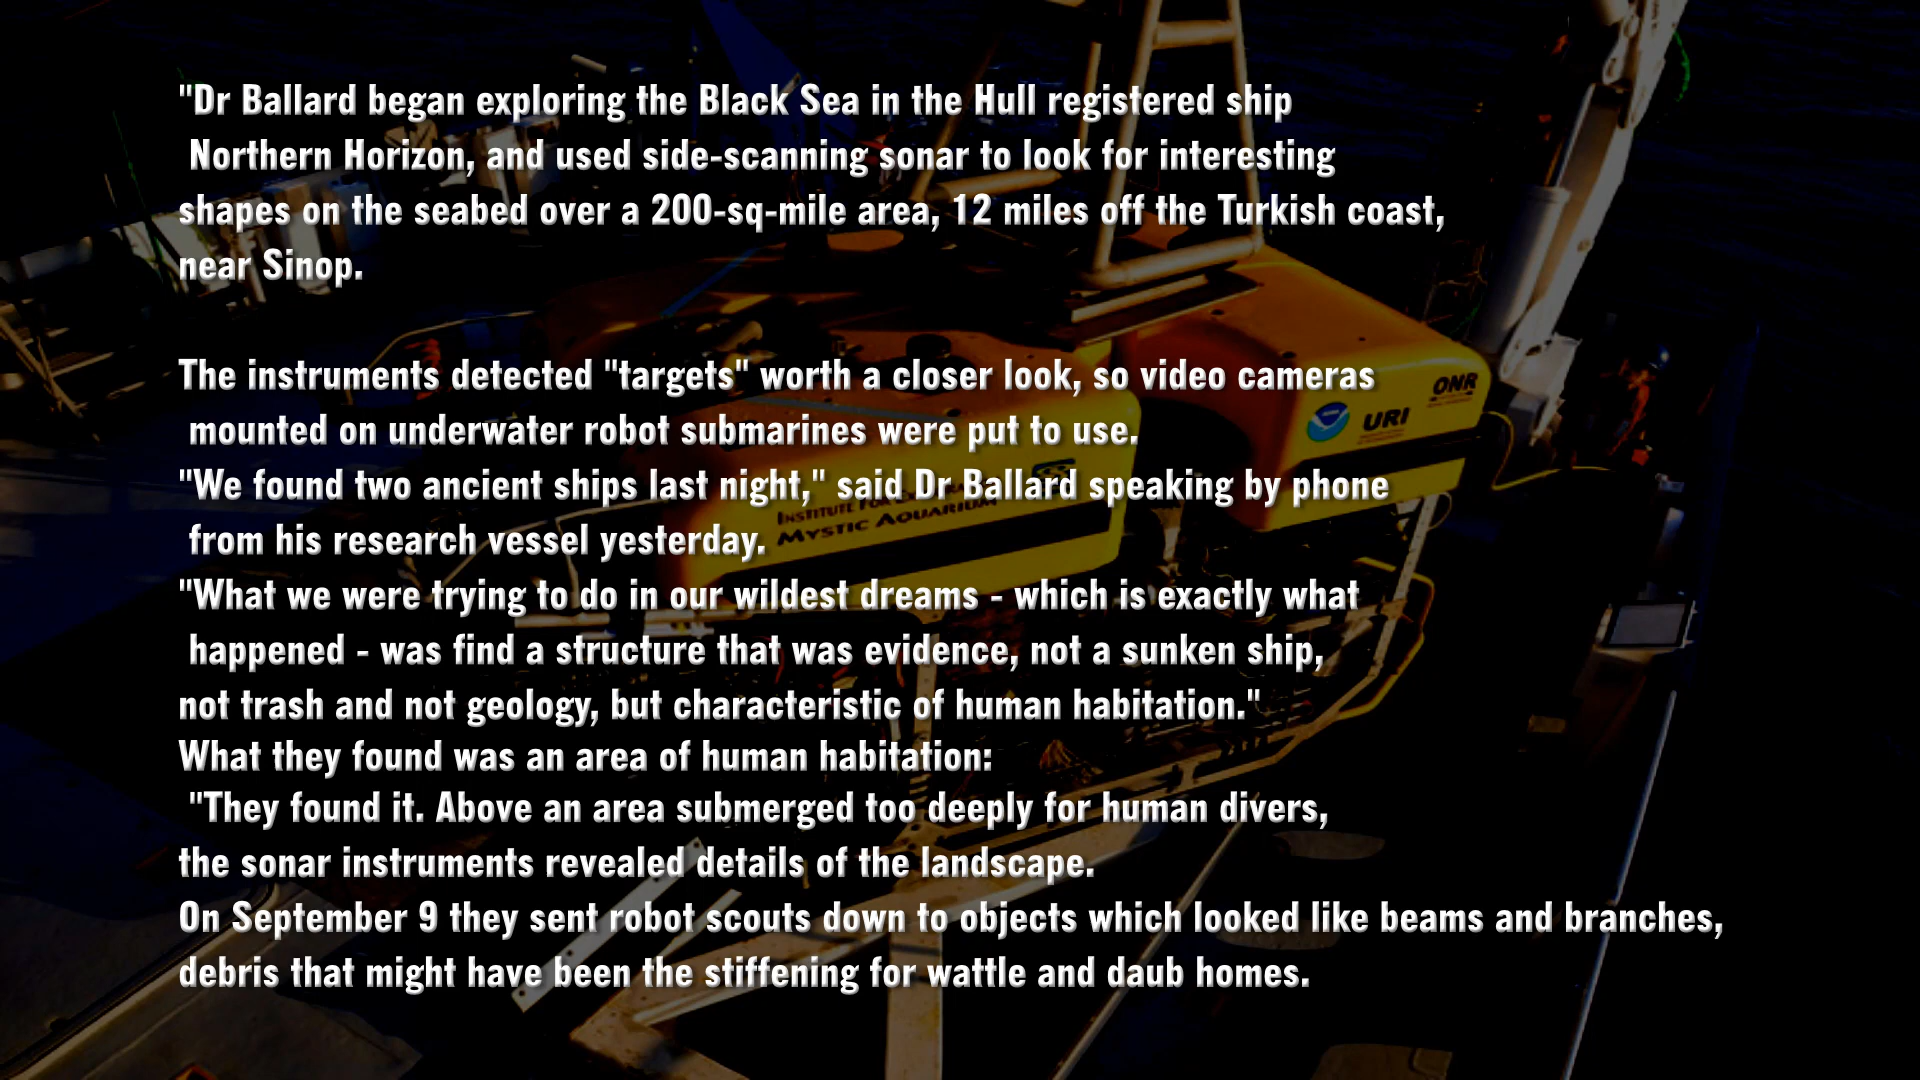 "Dr Ballard began exploring the Black Sea in the Hull registered ship
Northern Horizon, and used side-scanning sonar to look for interesting
shapes on the seabed over a 200-sq-mile area, 12 miles off the Turkish coast,
near Sinop.
The instruments detected "targets" worth a closer look, so video cameras
mounted on underwater robot submarines were put to use.
"We found two ancient ships last night," said Dr Ballard speaking by phone
from his research vessel yesterday.
"What we were trying to do in our wildest dreams - which is exactly what
happened - was find a structure that was evidence, not a sunken ship,
not trash and not geology, but characteristic of human habitation."
What they found was an area of human habitation:
"They found it. Above an area submerged too deeply for human divers,
the sonar instruments revealed details of the landscape.
On September 9 they sent robot scouts down to objects which looked like beams and branches,
debris that might have been the stiffening for wattle and daub homes.
ONR
URI
INSTITUTE FOR
MYSTIC AQUARIUM